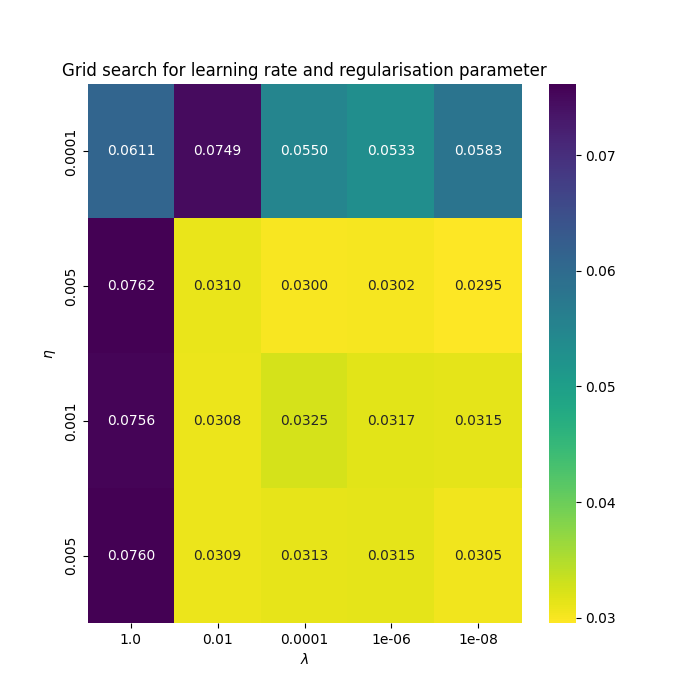 Grid search for learning rate and regularisation parameter
0.0001 0.0611 0.0749 0.0550 0.0533 0.0583
0.005 0.0762 0.0310 0.0300 0.0302 0.0295
0.001 0.0756 0.0308 0.0325 0.0317 0.0315
0.005 0.0760 0.0309 0.0313 0.0315 0.0305
η
1.0 0.01 0.0001 1e-06 1e-08
λ
0.07
0.06
0.05
0.04
0.03